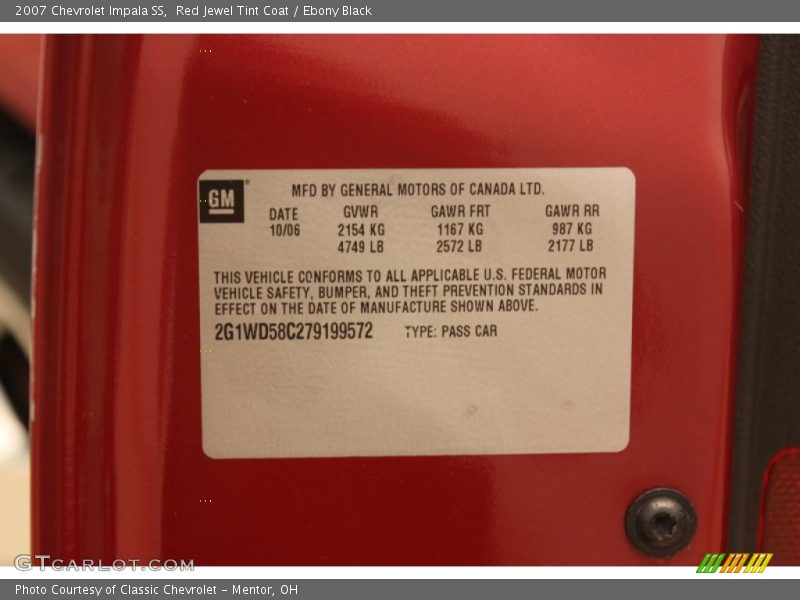 2007 Chevrolet Impala SS,  Red Jewel Tint Coat / Ebony Black
GM
MFD BY GENERAL MOTORS OF CANADA LTD.
DATE GVWR GAWR FRT GAWR RR
10/06 2154 KG 1167 KG 987 KG
4749 LB 2572 LB 2177 LB
THIS VEHICLE CONFORMS TO ALL APPLICABLE U.S. FEDERAL MOTOR
VEHICLE SAFETY, BUMPER, AND THEFT PREVENTION STANDARDS IN
EFFECT ON THE DATE OF MANUFACTURE SHOWN ABOVE.
2G1WD58C279199572 TYPE: PASS CAR
GTcarlot.com
Photo Courtesy of Classic Chevrolet - Mentor, OH